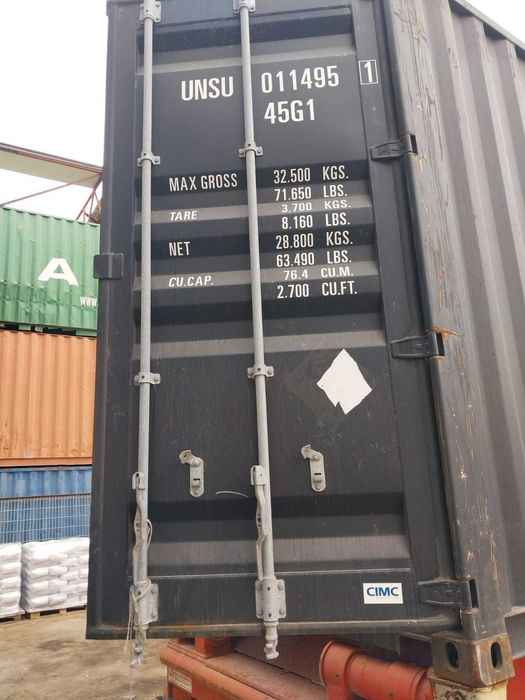 UNSU 011495 1
45G1
MAX GROSS 32.500 KGS.
71.650 LBS.
TARE 3.700 KGS.
8.160 LBS.
NET 28.800 KGS.
63.490 LBS.
CU.CAP. 76.4 CU.M.
2.700 CU.FT.
A
WWW
CIMC